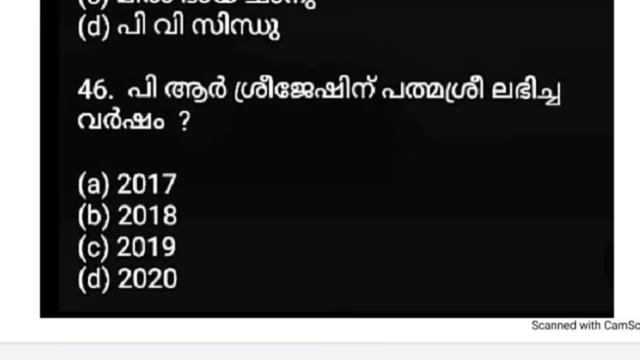 (d) പി വി സിന്ധു
46. പി ആർ ശ്രീജേഷിന് പത്മശ്രീ ലഭിച്ച
വർഷം ?
(a) 2017
(b) 2018
(c) 2019
(d) 2020
Scanned with CamSc